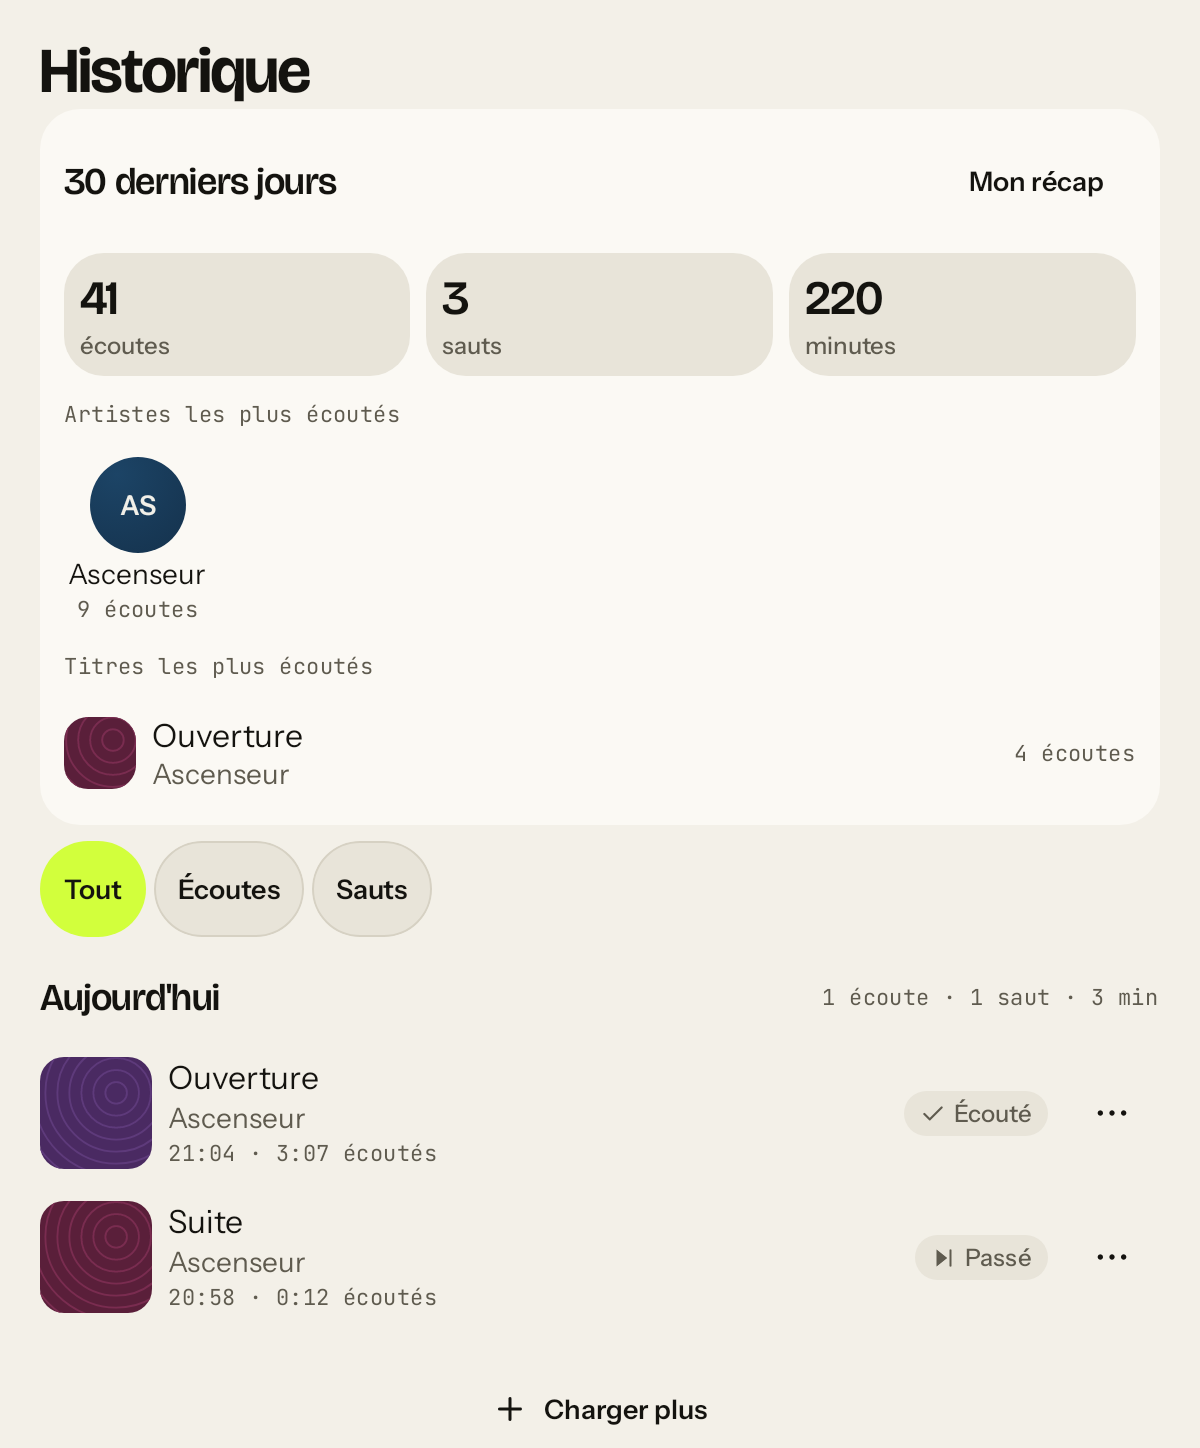 Historique
30 derniers jours
Mon récap
41
écoutes
3
sauts
220
minutes
Artistes les plus écoutés
AS
Ascenseur
9 écoutes
Titres les plus écoutés
Ouverture
Ascenseur
4 écoutes
Tout
Écoutes
Sauts
Aujourd'hui
1 écoute · 1 saut · 3 min
Ouverture
Ascenseur
21:04 · 3:07 écoutés
Écouté
Suite
Ascenseur
20:58 · 0:12 écoutés
Passé
Charger plus